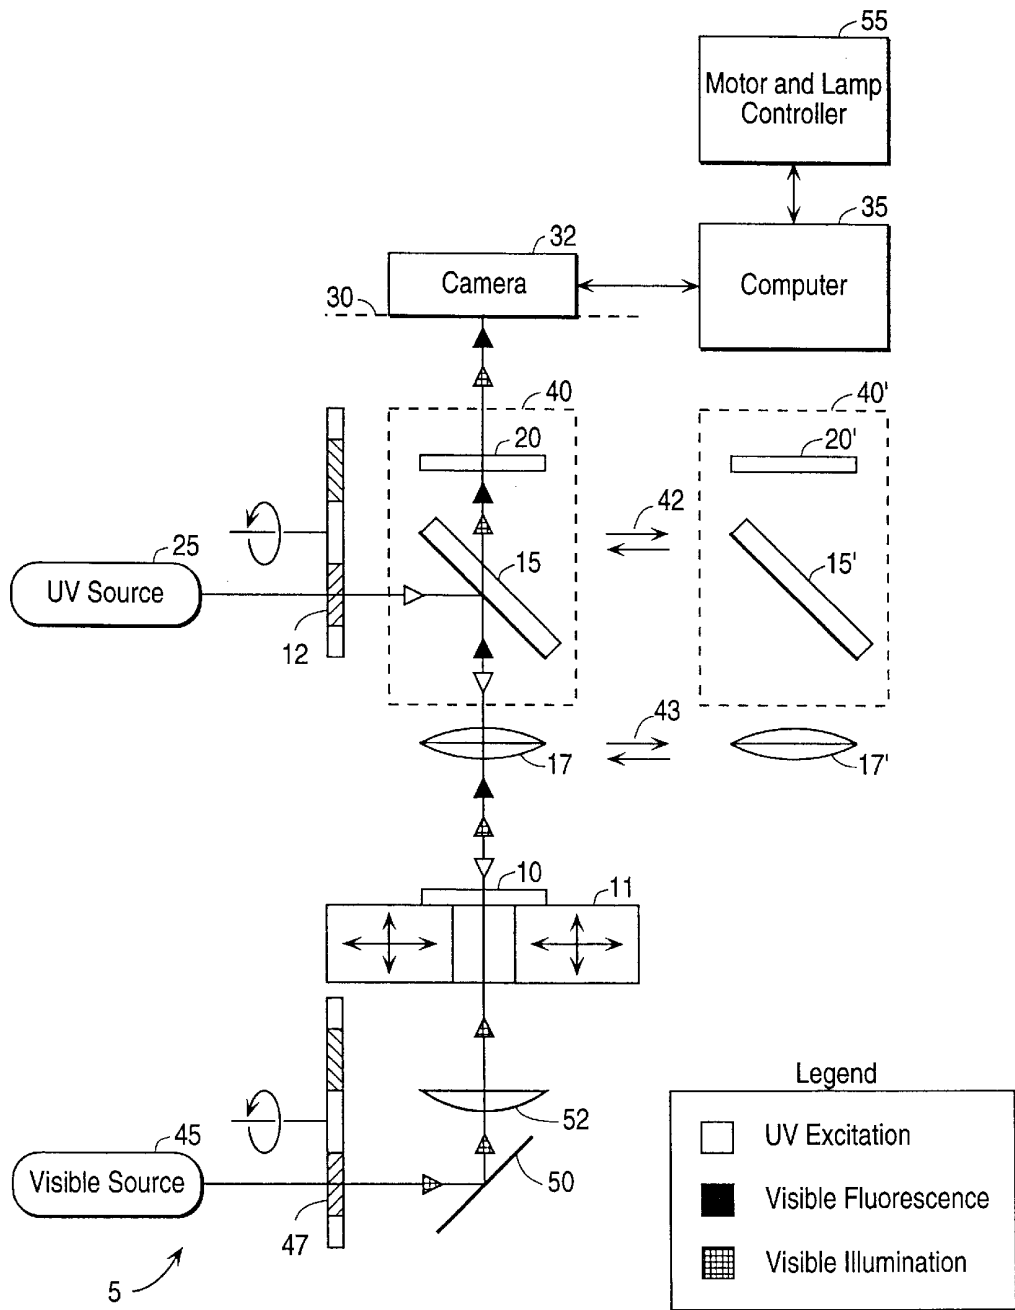 55
Motor and Lamp
Controller
35
32
Camera
Computer
30
40
40'
20
20'
42
25
15
15'
UV Source
12
43
17
17'
10
11
52
45
Visible Source
50
47
5
Legend
UV Excitation
Visible Fluorescence
Visible Illumination